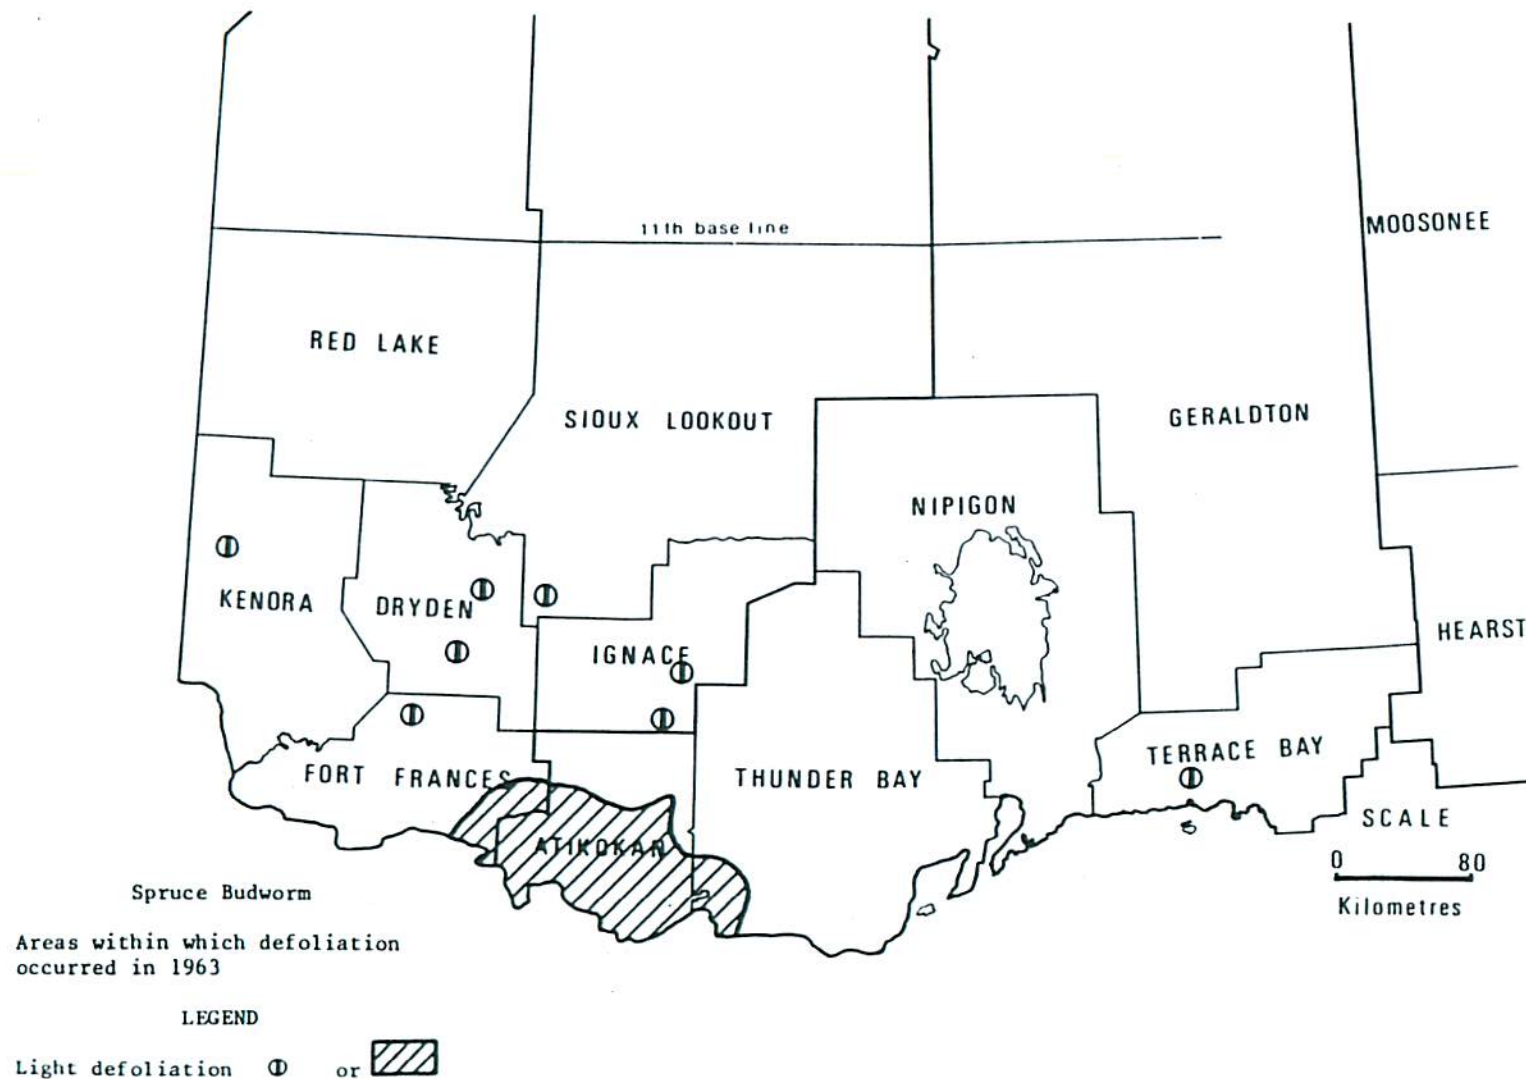 11th base line
MOOSONEE
RED LAKE
SIOUX LOOKOUT
GERALDTON
NIPIGON
KENORA
DRYDEN
HEARST
IGNACE
TERRACE BAY
FORT FRANCES
THUNDER BAY
ATIKOKAN
SCALE
0 80
Kilometres
Spruce Budworm
Areas within which defoliation
occurred in 1963
LEGEND
Light defoliation or